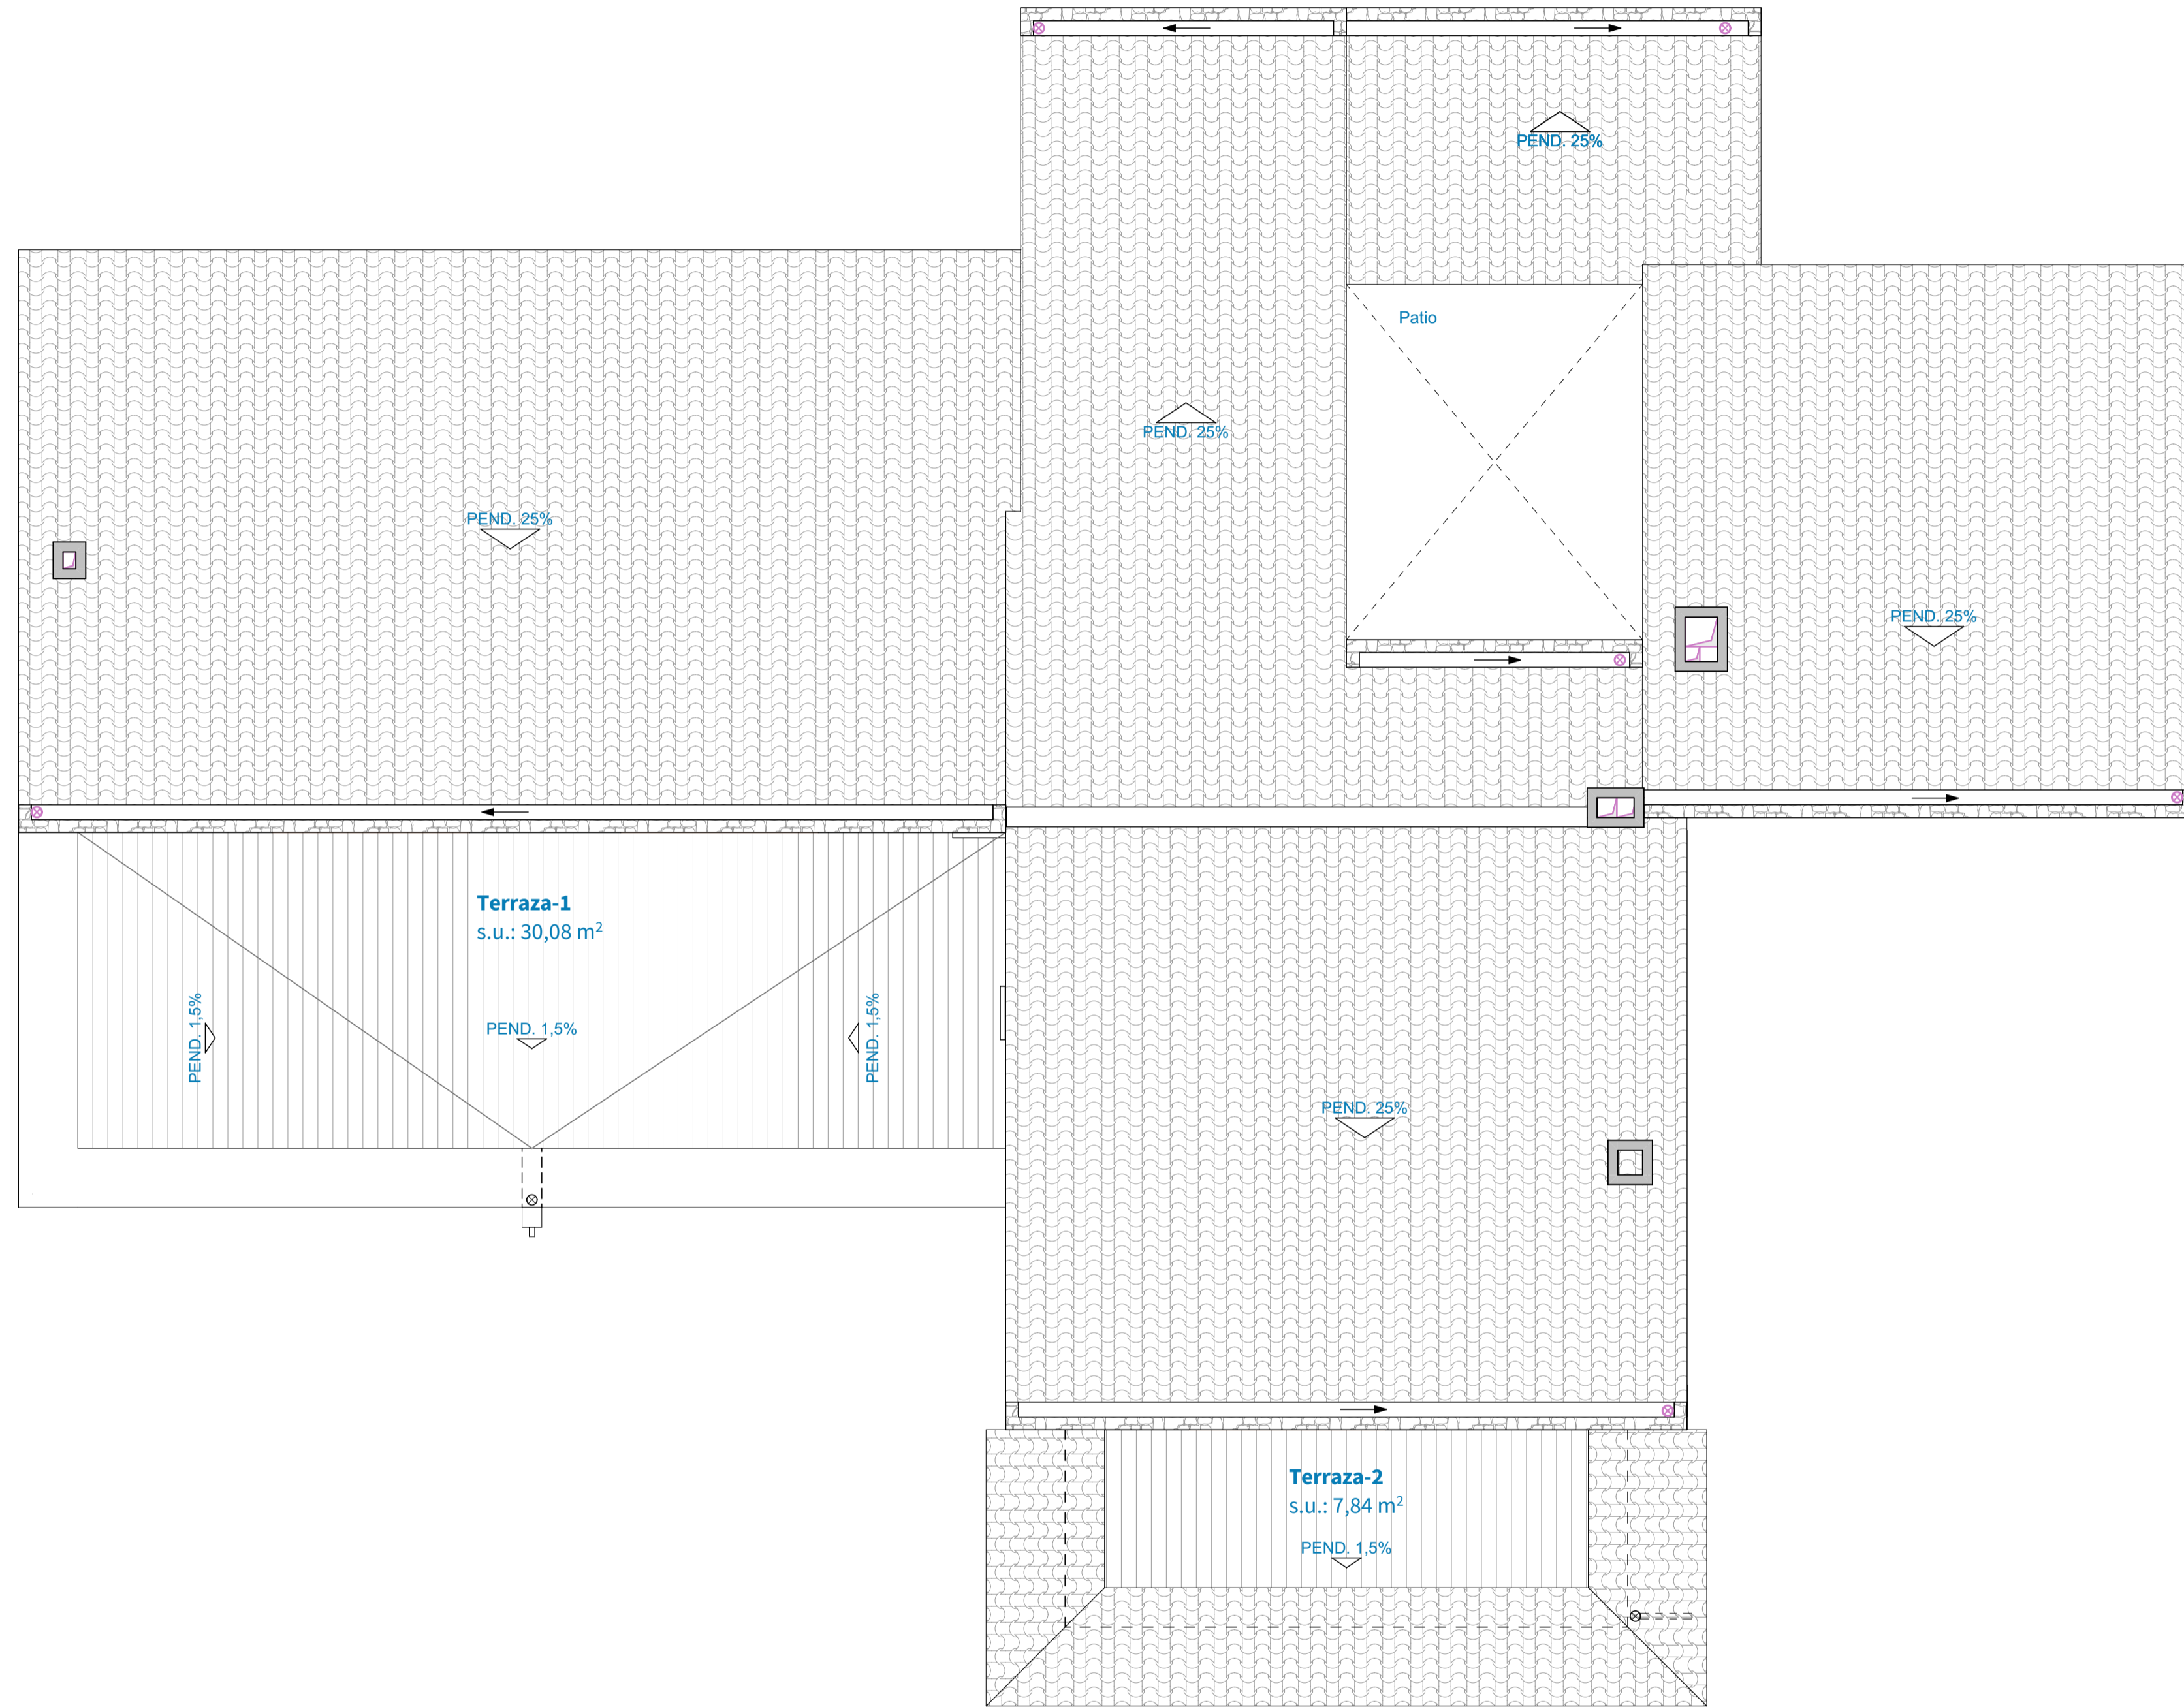 PEND. 25%
Patio
PEND. 25%
PEND. 25%
PEND. 25%
Terraza-1
s.u.: 30,08 m²
PEND. 1,5%
PEND. 1,5%
PEND. 1,5%
PEND. 25%
Terraza-2
s.u.: 7,84 m²
PEND. 1,5%